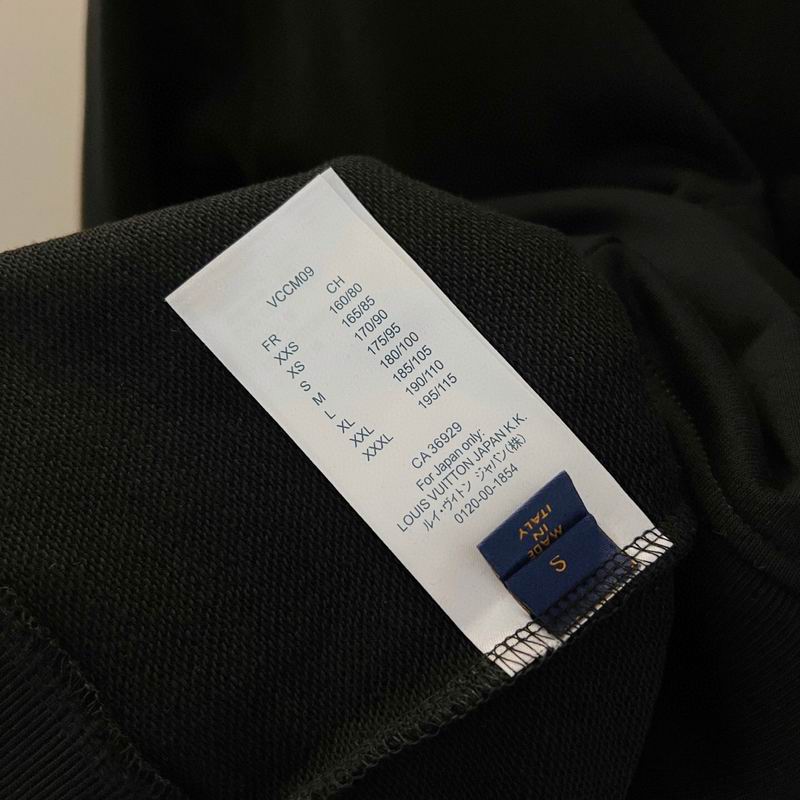 VCCM09
FR CH
XXS 160/80
XS 165/85
S 170/90
M 175/95
L 180/100
XL 185/105
XXL 190/110
XXXL 195/115
CA 36929
For Japan only:
LOUIS VUITTON JAPAN K.K.
ルイ・ヴィトン ジャパン(株)
0120-00-1854
MADE
IN
ITALY
S